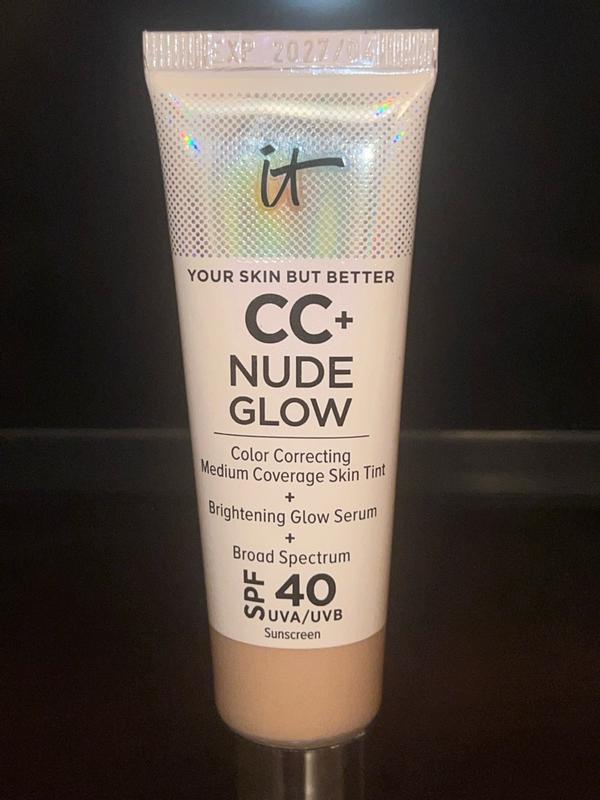 EXP 2027/04
it
YOUR SKIN BUT BETTER
CC+
NUDE
GLOW
Color Correcting
Medium Coverage Skin Tint
+
Brightening Glow Serum
+
Broad Spectrum
SPF 40
UVA/UVB
Sunscreen